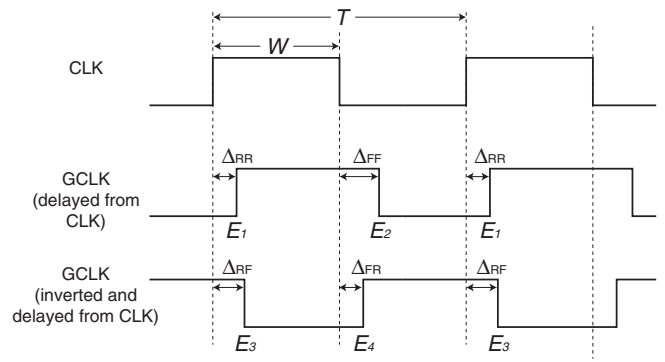 T
W
CLK
ΔRR ΔFF ΔRR
GCLK
(delayed from
CLK)
E1 E2 E1
ΔRF ΔFR ΔRF
GCLK
(inverted and
delayed from CLK)
E3 E4 E3